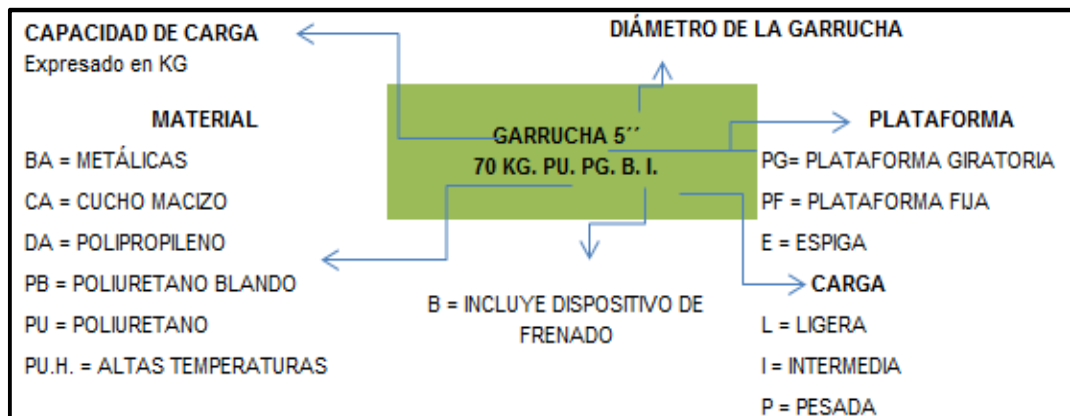 CAPACIDAD DE CARGA
Expresado en KG
DIÁMETRO DE LA GARRUCHA
MATERIAL
BA = METÁLICAS
CA = CUCHO MACIZO
DA = POLIPROPILENO
PB = POLIURETANO BLANDO
PU = POLIURETANO
PU.H. = ALTAS TEMPERATURAS
GARRUCHA 5´´
70 KG. PU. PG. B. I.
B = INCLUYE DISPOSITIVO DE
FRENADO
PLATAFORMA
PG= PLATAFORMA GIRATORIA
PF = PLATAFORMA FIJA
E = ESPIGA
CARGA
L = LIGERA
I = INTERMEDIA
P = PESADA